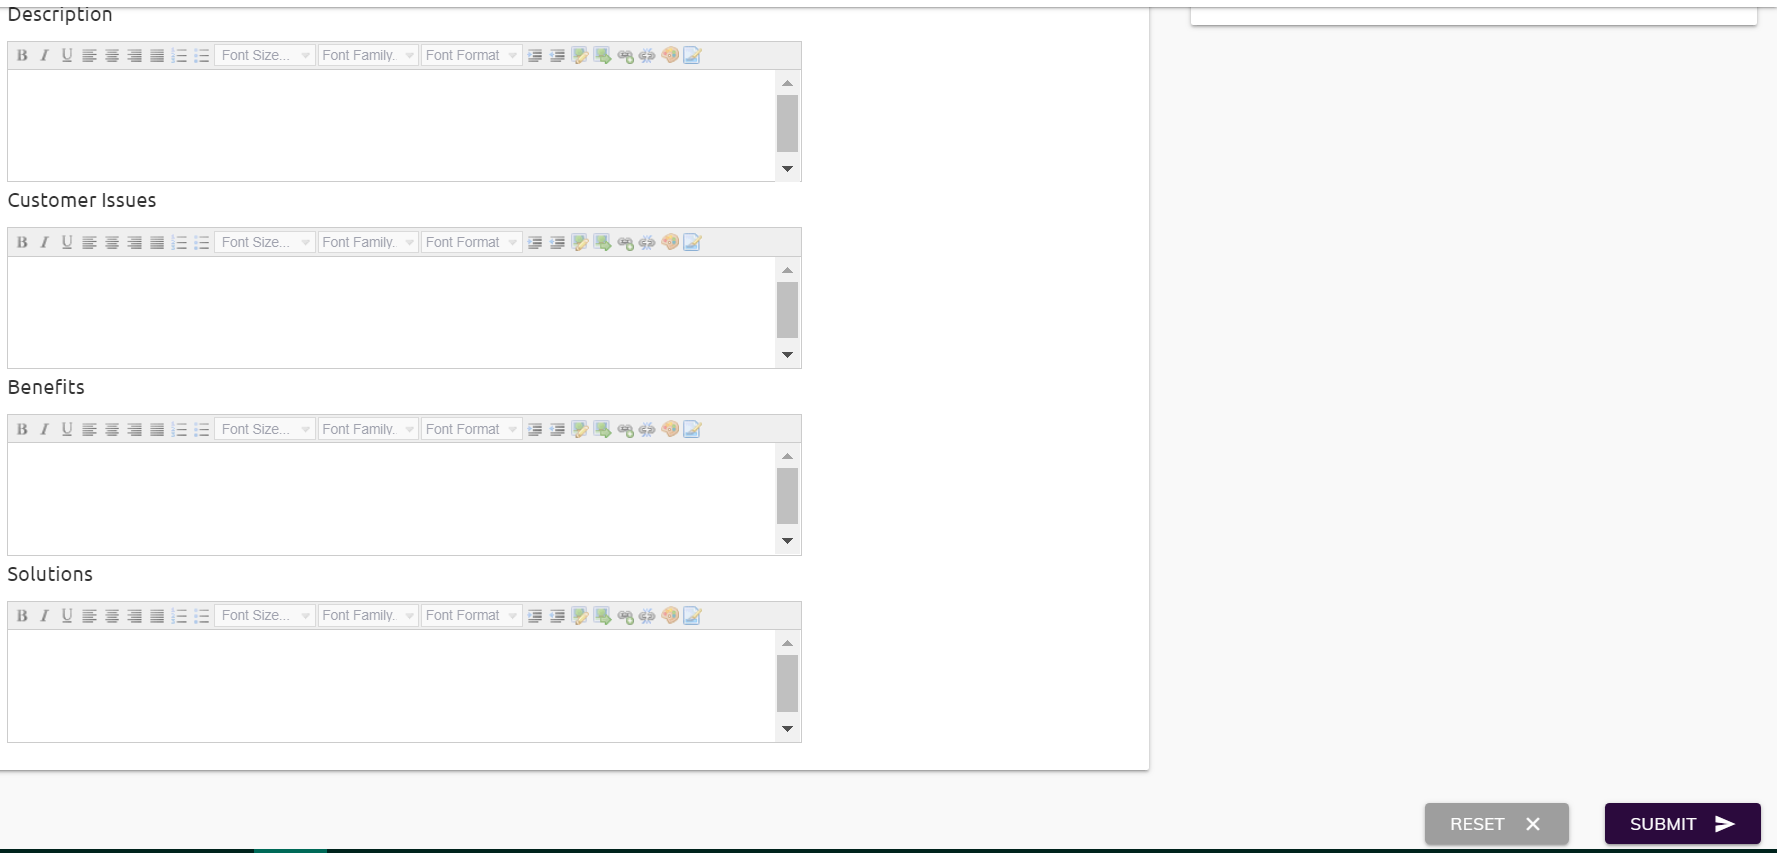 Description
B I U Font Size... Font Family. Font Format
Customer Issues
B I U Font Size... Font Family. Font Format
Benefits
B I U Font Size... Font Family. Font Format
Solutions
B I U Font Size... Font Family. Font Format
RESET
SUBMIT